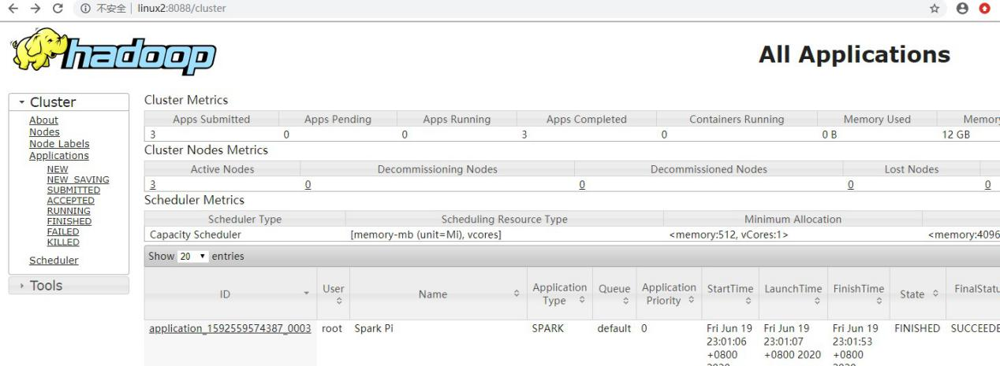 不安全 | linux2:8088/cluster
hadoop
All Applications
Cluster
About
Nodes
Node Labels
Applications
NEW
NEW_SAVING
SUBMITTED
ACCEPTED
RUNNING
FINISHED
FAILED
KILLED
Scheduler
Tools
Cluster Metrics
Apps Submitted Apps Pending Apps Running Apps Completed Containers Running Memory Used Memory
3 0 0 3 0 0 B 12 GB
Cluster Nodes Metrics
Active Nodes Decommissioning Nodes Decommissioned Nodes Lost Nodes
3 0 0 0 0
Scheduler Metrics
Scheduler Type Scheduling Resource Type Minimum Allocation
Capacity Scheduler [memory-mb (unit=Mi), vcores] <memory:512, vCores:1> <memory:4096
Show 20 entries
ID User Name Application Type Queue Application Priority StartTime LaunchTime FinishTime State FinalStatu
application_1592559574387_0003 root Spark Pi SPARK default 0 Fri Jun 19 Fri Jun 19 Fri Jun 19 FINISHED SUCCEEDE
23:01:06 23:01:07 23:01:53
+0800 +0800 2020 +0800
2020 2020